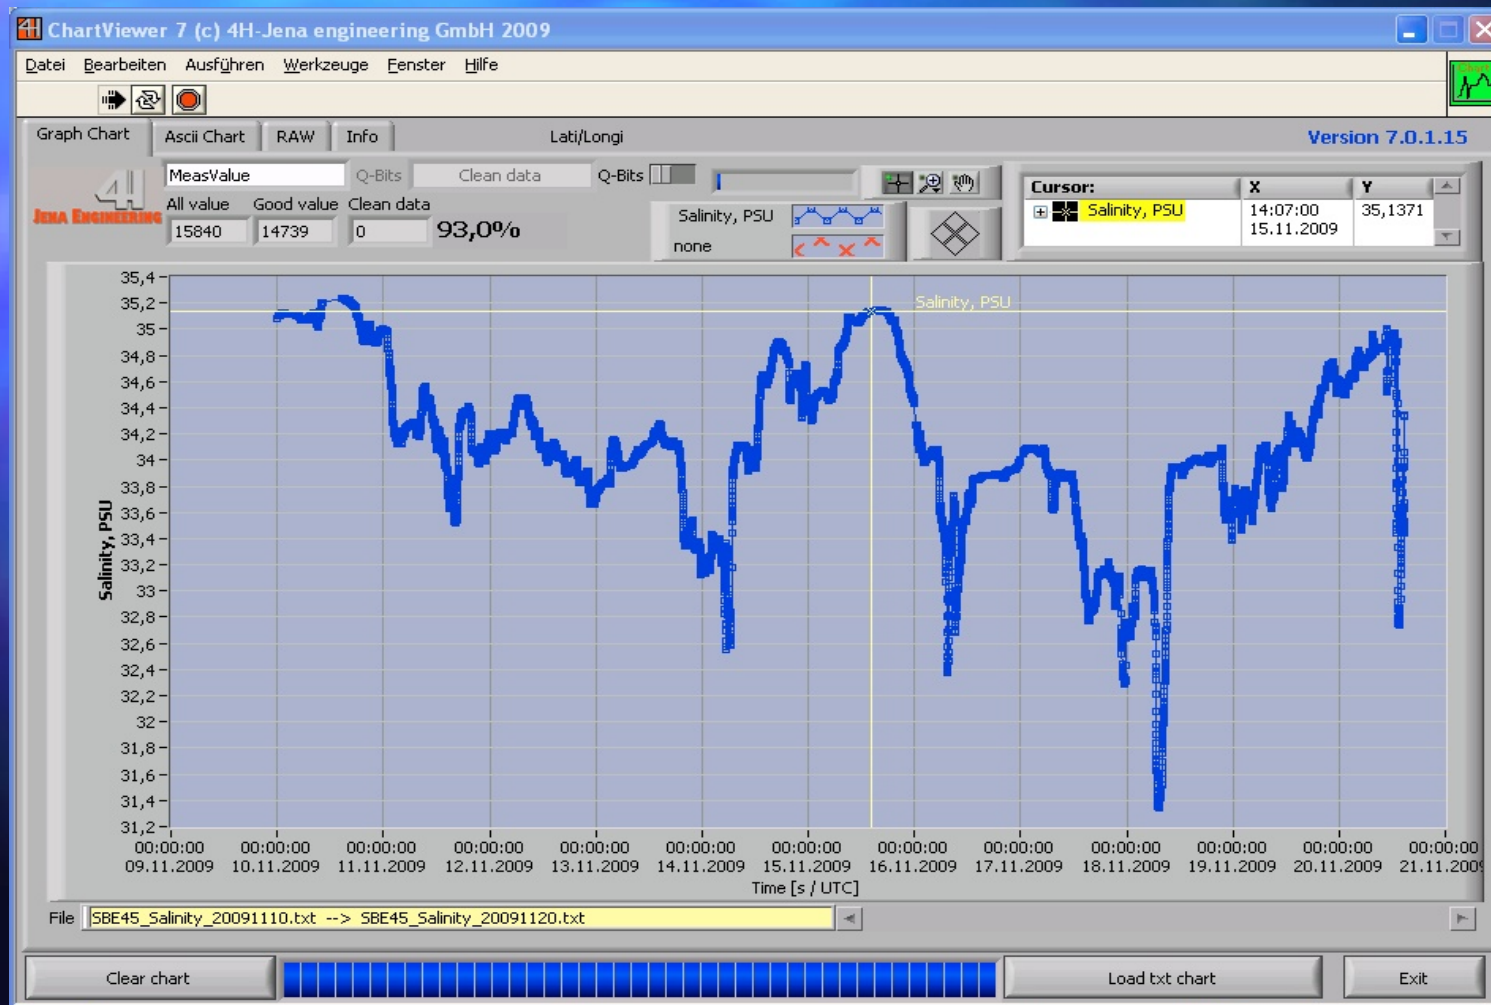 4H ChartViewer 7 (c) 4H-Jena engineering GmbH 2009
Datei Bearbeiten Ausführen Werkzeuge Fenster Hilfe
Chart
Graph Chart Ascii Chart RAW Info Lati/Longi Version 7.0.1.15
MeasValue Q-Bits Clean data Q-Bits
4H
JENA ENGINEERING
All value Good value Clean data
15840 14739 0 93,0%
Salinity, PSU
none
Cursor: X Y
Salinity, PSU 14:07:00 35,1371
15.11.2009
Salinity, PSU
35,4
35,2
35
34,8
34,6
34,4
34,2
34
33,8
33,6
33,4
33,2
33
32,8
32,6
32,4
32,2
32
31,8
31,6
31,4
31,2
Salinity, PSU
00:00:00 00:00:00 00:00:00 00:00:00 00:00:00 00:00:00 00:00:00 00:00:00 00:00:00 00:00:00 00:00:00 00:00:00 00:00:00
09.11.2009 10.11.2009 11.11.2009 12.11.2009 13.11.2009 14.11.2009 15.11.2009 16.11.2009 17.11.2009 18.11.2009 19.11.2009 20.11.2009 21.11.2009
Time [s / UTC]
File SBE45_Salinity_20091110.txt --> SBE45_Salinity_20091120.txt
Clear chart Load txt chart Exit